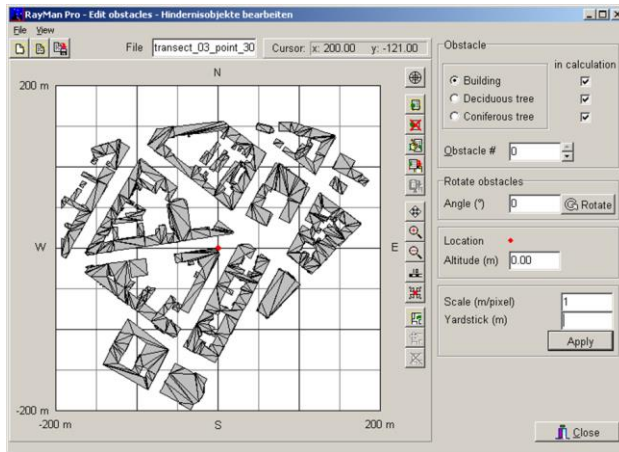 RayMan Pro - Edit obstacles - Hindernisobjekte bearbeiten
File View
File transect_03_point_30 Cursor: x: 200.00 y: -121.00
200 m
N
W
E
-200 m
-200 m
S
200 m
Obstacle
in calculation
Building
Deciduous tree
Coniferous tree
Obstacle # 0
Rotate obstacles
Angle (°) 0 Rotate
Location
Altitude (m) 0.00
Scale (m/pixel) 1
Yardstick (m)
Apply
Close